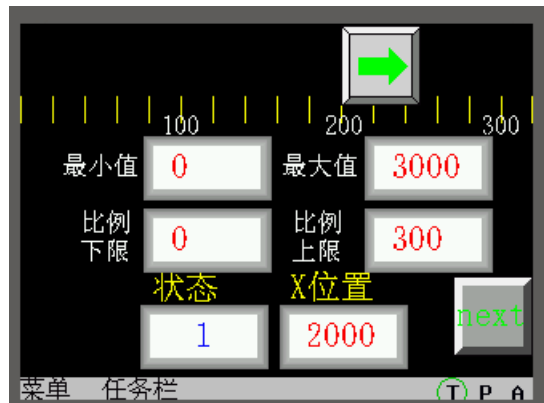 100 200 300
最小值 0 最大值 3000
比例下限 0 比例上限 300
状态 X位置
1 2000
next
菜单 任务栏 T P A